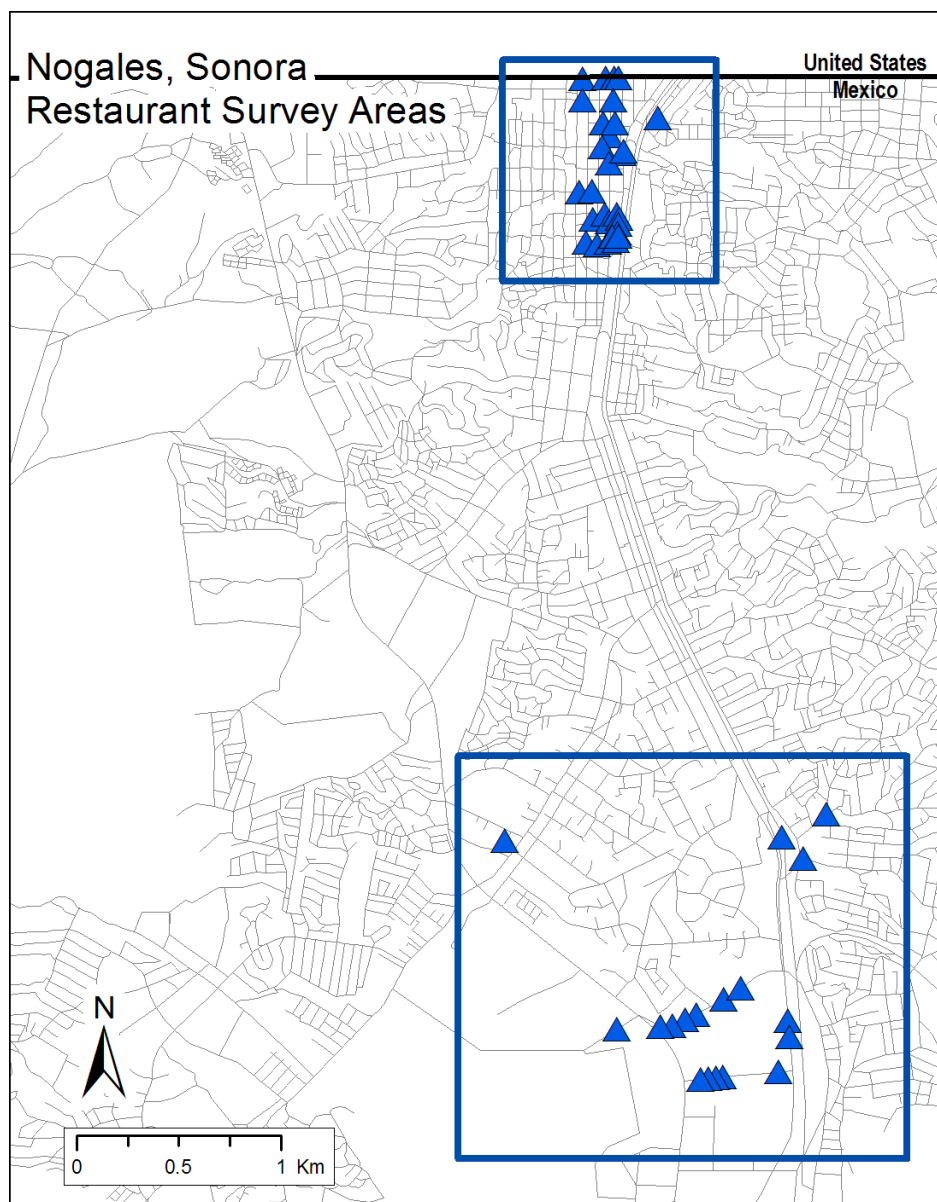 Nogales, Sonora
Restaurant Survey Areas
United States
Mexico
N
0 0.5 1 Km